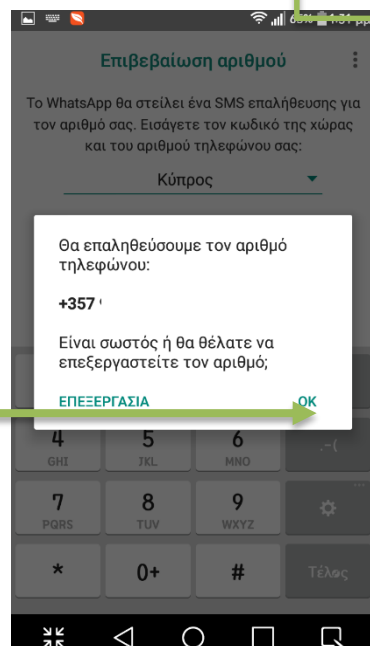 Επιβεβαίωση αριθμού
Το WhatsApp θα στείλει ένα SMS επαλήθευσης για
τον αριθμό σας. Εισάγετε τον κωδικό της χώρας
και του αριθμού τηλεφώνου σας:
Κύπρος
Θα επαληθεύσουμε τον αριθμό
τηλεφώνου:
+357
Είναι σωστός ή θα θέλατε να
επεξεργαστείτε τον αριθμό;
ΕΠΕΞΕΡΓΑΣΙΑ OK
4 5 6 .-(
GHI JKL MNO
7 8 9
PQRS TUV WXYZ
* 0+ # Τέλος